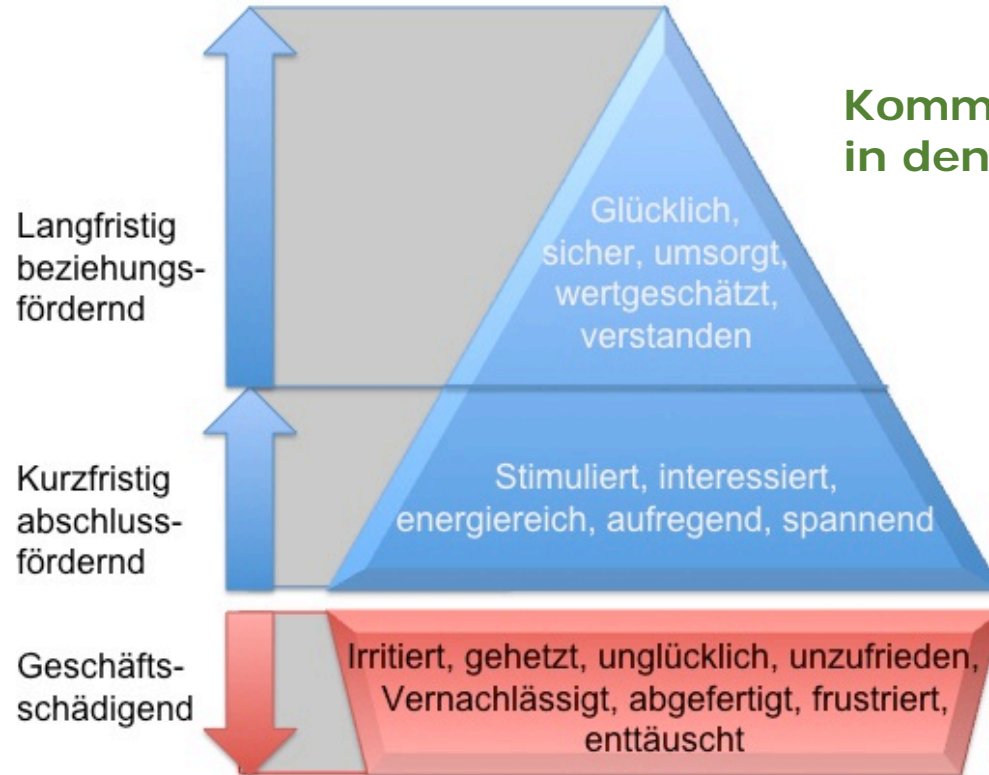 Komm
in den
Langfristig
beziehungs-
fördernd
Glücklich,
sicher, umsorgt,
wertgeschätzt,
verstanden
Kurzfristig
abschluss-
fördernd
Stimuliert, interessiert,
energiereich, aufregend, spannend
Geschäfts-
schädigend
Irritiert, gehetzt, unglücklich, unzufrieden,
Vernachlässigt, abgefertigt, frustriert,
enttäuscht